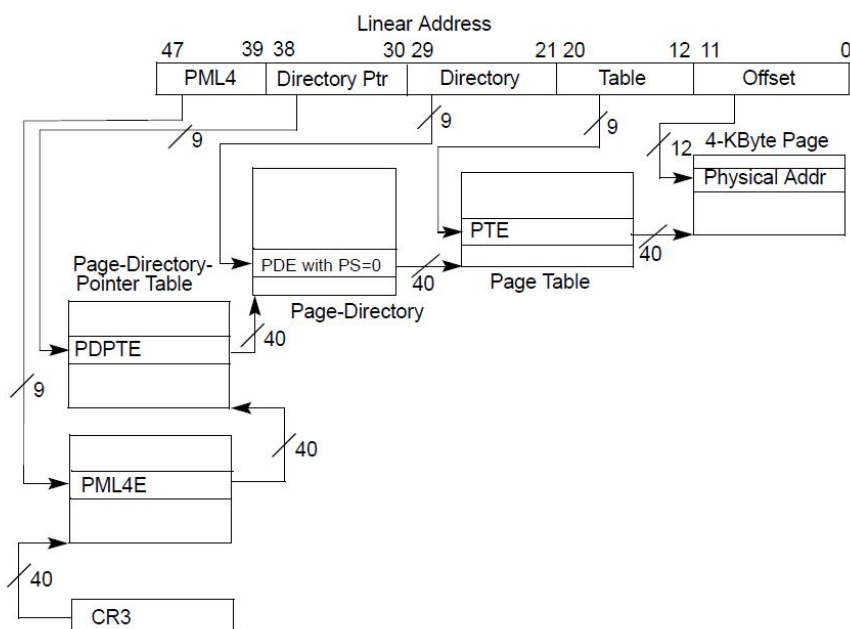 Linear Address
47 39 38 30 29 21 20 12 11 0
PML4 Directory Ptr Directory Table Offset
9 9 9 12 4-KByte Page
Physical Addr
PTE
PDE with PS=0 40 40
Page-Directory-
Pointer Table
Page Table
Page-Directory
40
PDPTE
9
40
PML4E
40
CR3